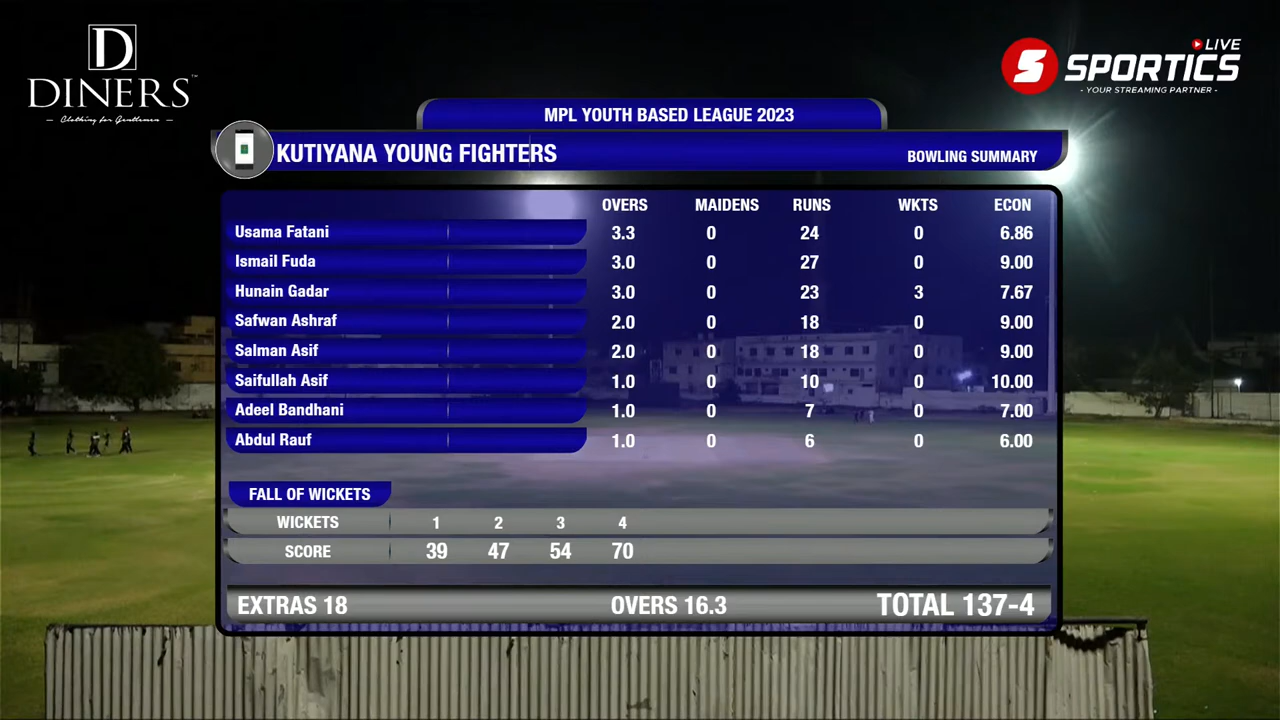 D
DINERS™
Clothing for Gentlemen
LIVE
SPORTICS
- YOUR STREAMING PARTNER -
MPL YOUTH BASED LEAGUE 2023
KUTIYANA YOUNG FIGHTERS BOWLING SUMMARY
OVERS MAIDENS RUNS WKTS ECON
Usama Fatani 3.3 0 24 0 6.86
Ismail Fuda 3.0 0 27 0 9.00
Hunain Gadar 3.0 0 23 3 7.67
Safwan Ashraf 2.0 0 18 0 9.00
Salman Asif 2.0 0 18 0 9.00
Saifullah Asif 1.0 0 10 0 10.00
Adeel Bandhani 1.0 0 7 0 7.00
Abdul Rauf 1.0 0 6 0 6.00
FALL OF WICKETS
WICKETS 1 2 3 4
SCORE 39 47 54 70
EXTRAS 18 OVERS 16.3 TOTAL 137-4